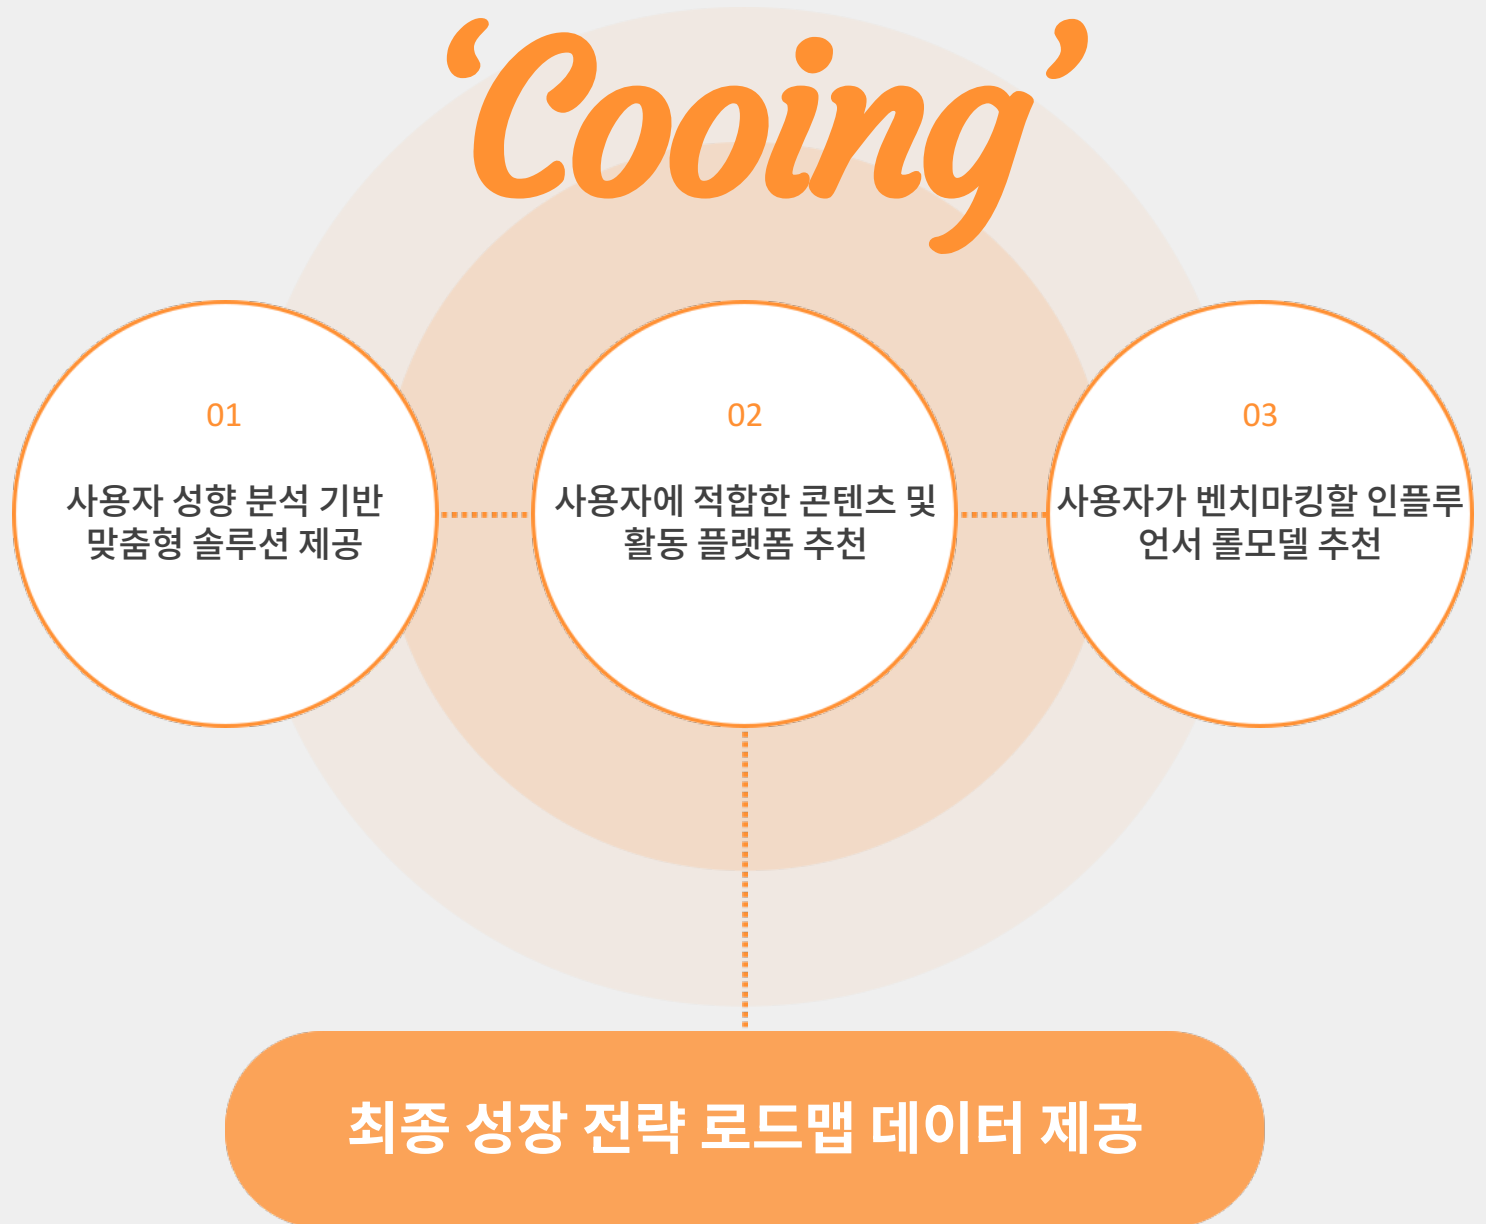 ‘Cooing’
01
사용자 성향 분석 기반
맞춤형 솔루션 제공
02
사용자에 적합한 콘텐츠 및
활동 플랫폼 추천
03
사용자가 벤치마킹할 인플루
언서 롤모델 추천
최종 성장 전략 로드맵 데이터 제공